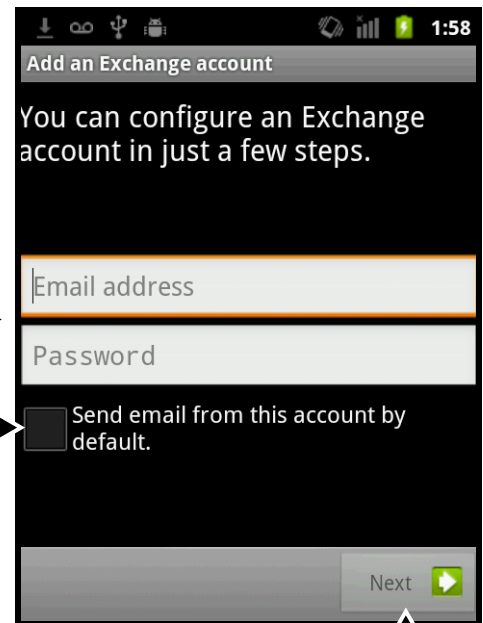 1:58
Add an Exchange account
You can configure an Exchange
account in just a few steps.
Email address
Password
Send email from this account by
default.
Next